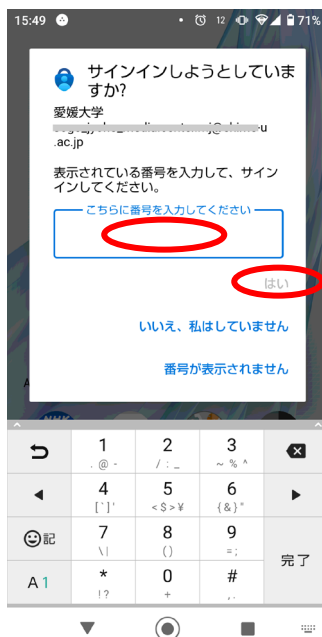 15:49 12 71%
サインインしようとしていま
すか?
愛媛大学
u
.ac.jp
表示されている番号を入力して、サイン
インしてください。
こちらに番号を入力してください
はい
いいえ、私はしていません
番号が表示されません
A
NHK
1 2 3
. @ - / : _ ~ % ^
4 5 6
[ ` ] ' < $ > ¥ { & } "
記 7 8 9
\ | ( ) = ;
完了
A 1 * 0 #
! ? + , .